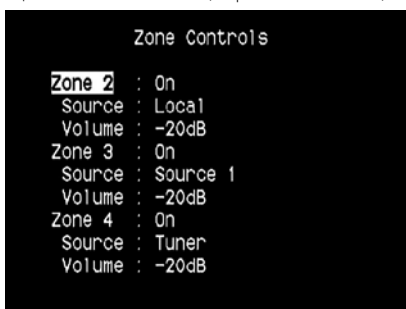 Zone Controls
Zone 2 : On
Source : Local
Volume : -20dB
Zone 3 : On
Source : Source 1
Volume : -20dB
Zone 4 : On
Source : Tuner
Volume : -20dB